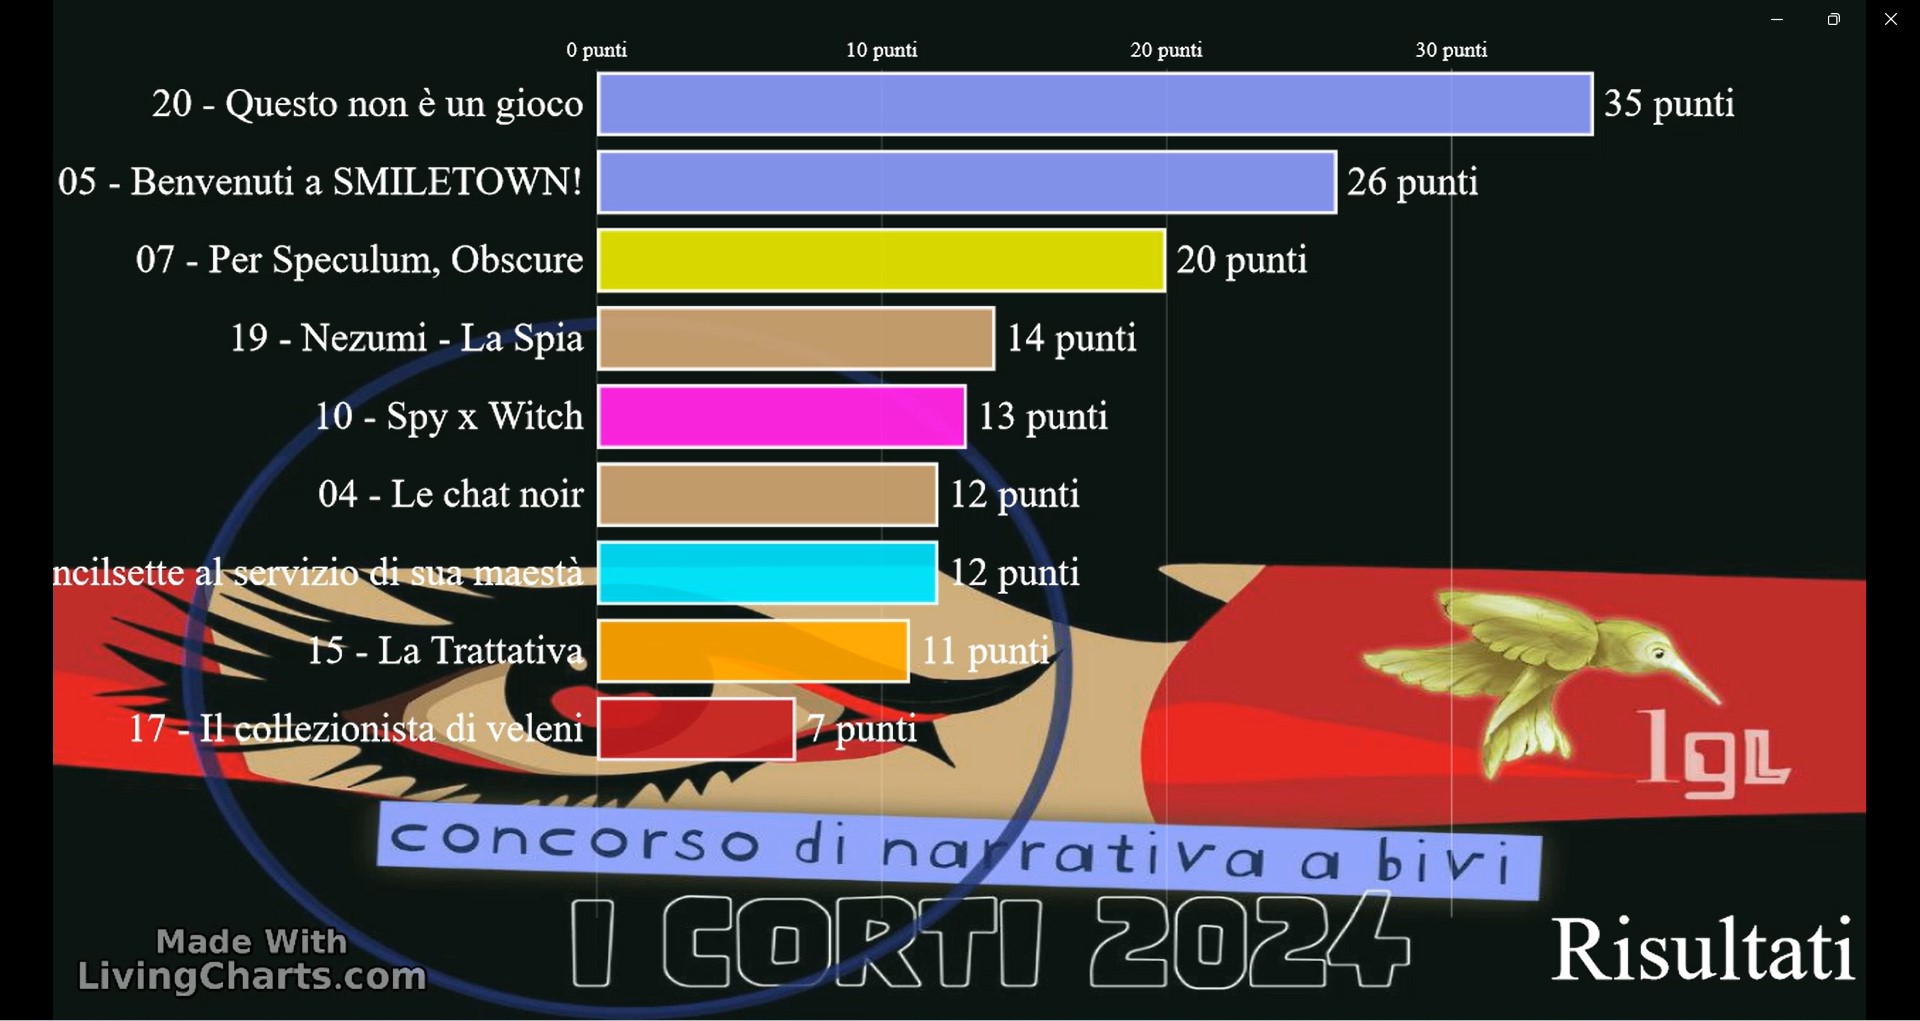 0 punti 10 punti 20 punti 30 punti
20 - Questo non è un gioco 35 punti
05 - Benvenuti a SMILETOWN! 26 punti
07 - Per Speculum, Obscure 20 punti
19 - Nezumi - La Spia 14 punti
10 - Spy x Witch 13 punti
04 - Le chat noir 12 punti
ncilsette al servizio di sua maestà 12 punti
15 - La Trattativa 11 punti
17 - Il collezionista di veleni 7 punti
lgL
concorso di narrativa a bivi
I CORTI 2024
Risultati
Made With
LivingCharts.com